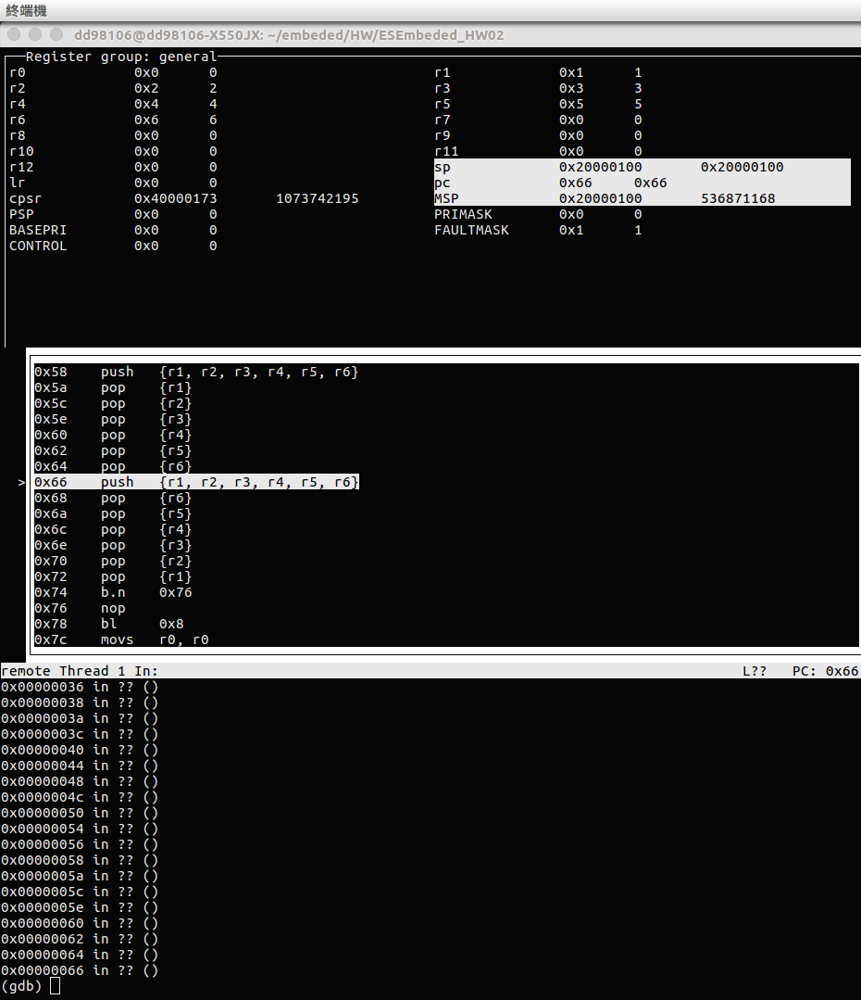 終端機
dd98106@dd98106-X550JX: ~/embeded/HW/ESEmbeded_HW02
Register group: general
r0 0x0 0 r1 0x1 1
r2 0x2 2 r3 0x3 3
r4 0x4 4 r5 0x5 5
r6 0x6 6 r7 0x0 0
r8 0x0 0 r9 0x0 0
r10 0x0 0 r11 0x0 0
r12 0x0 0 sp 0x20000100 0x20000100
lr 0x0 0 pc 0x66 0x66
cpsr 0x40000173 1073742195 MSP 0x20000100 536871168
PSP 0x0 0 PRIMASK 0x0 0
BASEPRI 0x0 0 FAULTMASK 0x1 1
CONTROL 0x0 0
0x58 push {r1, r2, r3, r4, r5, r6}
0x5a pop {r1}
0x5c pop {r2}
0x5e pop {r3}
0x60 pop {r4}
0x62 pop {r5}
0x64 pop {r6}
> 0x66 push {r1, r2, r3, r4, r5, r6}
0x68 pop {r6}
0x6a pop {r5}
0x6c pop {r4}
0x6e pop {r3}
0x70 pop {r2}
0x72 pop {r1}
0x74 b.n 0x76
0x76 nop
0x78 bl 0x8
0x7c movs r0, r0
remote Thread 1 In: L?? PC: 0x66
0x00000036 in ?? ()
0x00000038 in ?? ()
0x0000003a in ?? ()
0x0000003c in ?? ()
0x00000040 in ?? ()
0x00000044 in ?? ()
0x00000048 in ?? ()
0x0000004c in ?? ()
0x00000050 in ?? ()
0x00000054 in ?? ()
0x00000056 in ?? ()
0x00000058 in ?? ()
0x0000005a in ?? ()
0x0000005c in ?? ()
0x0000005e in ?? ()
0x00000060 in ?? ()
0x00000062 in ?? ()
0x00000064 in ?? ()
0x00000066 in ?? ()
(gdb)